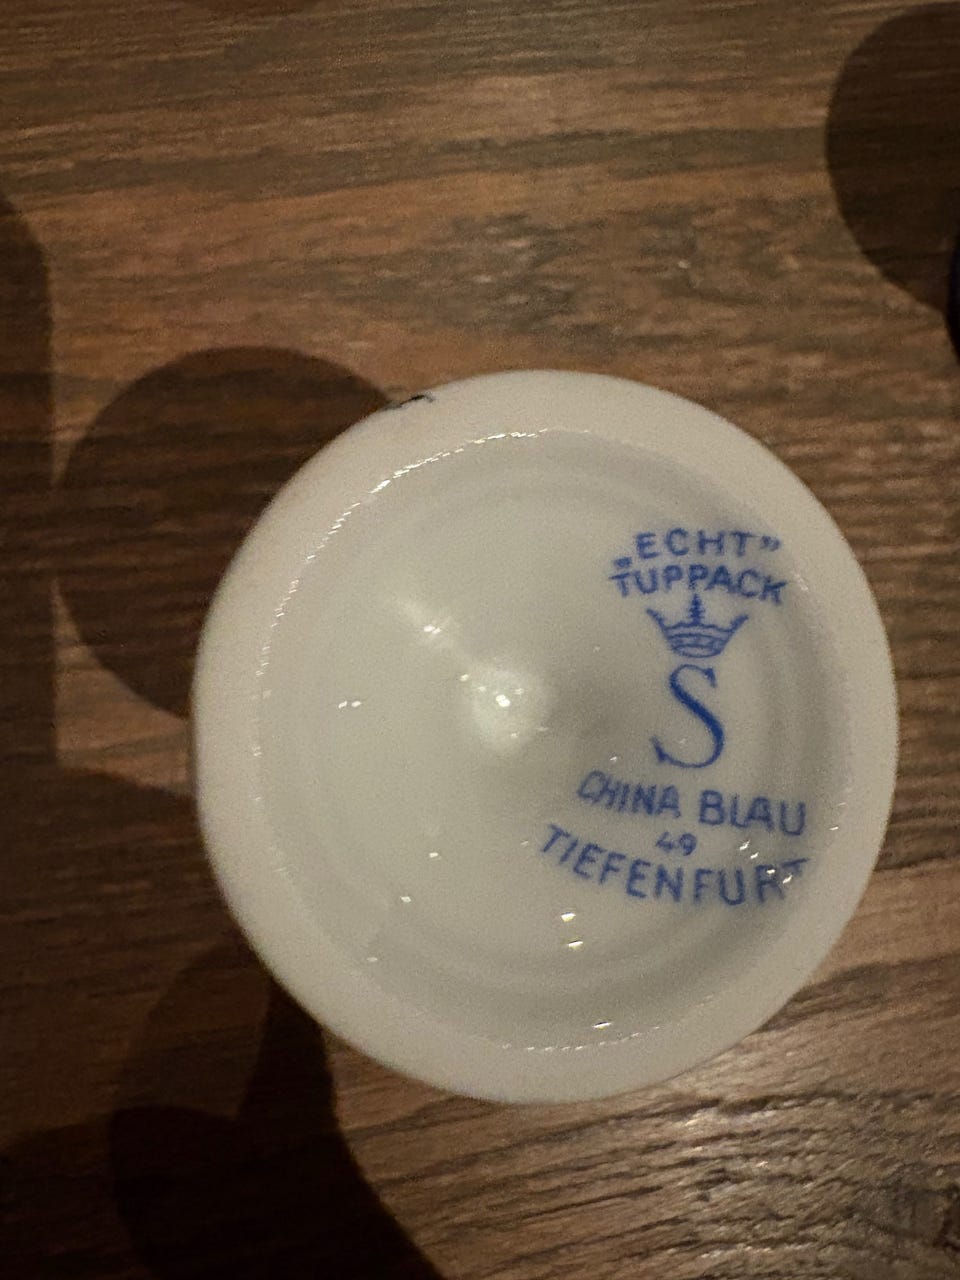 „ECHT”
TUPPACK
S
CHINA BLAU
49
TIEFENFURT